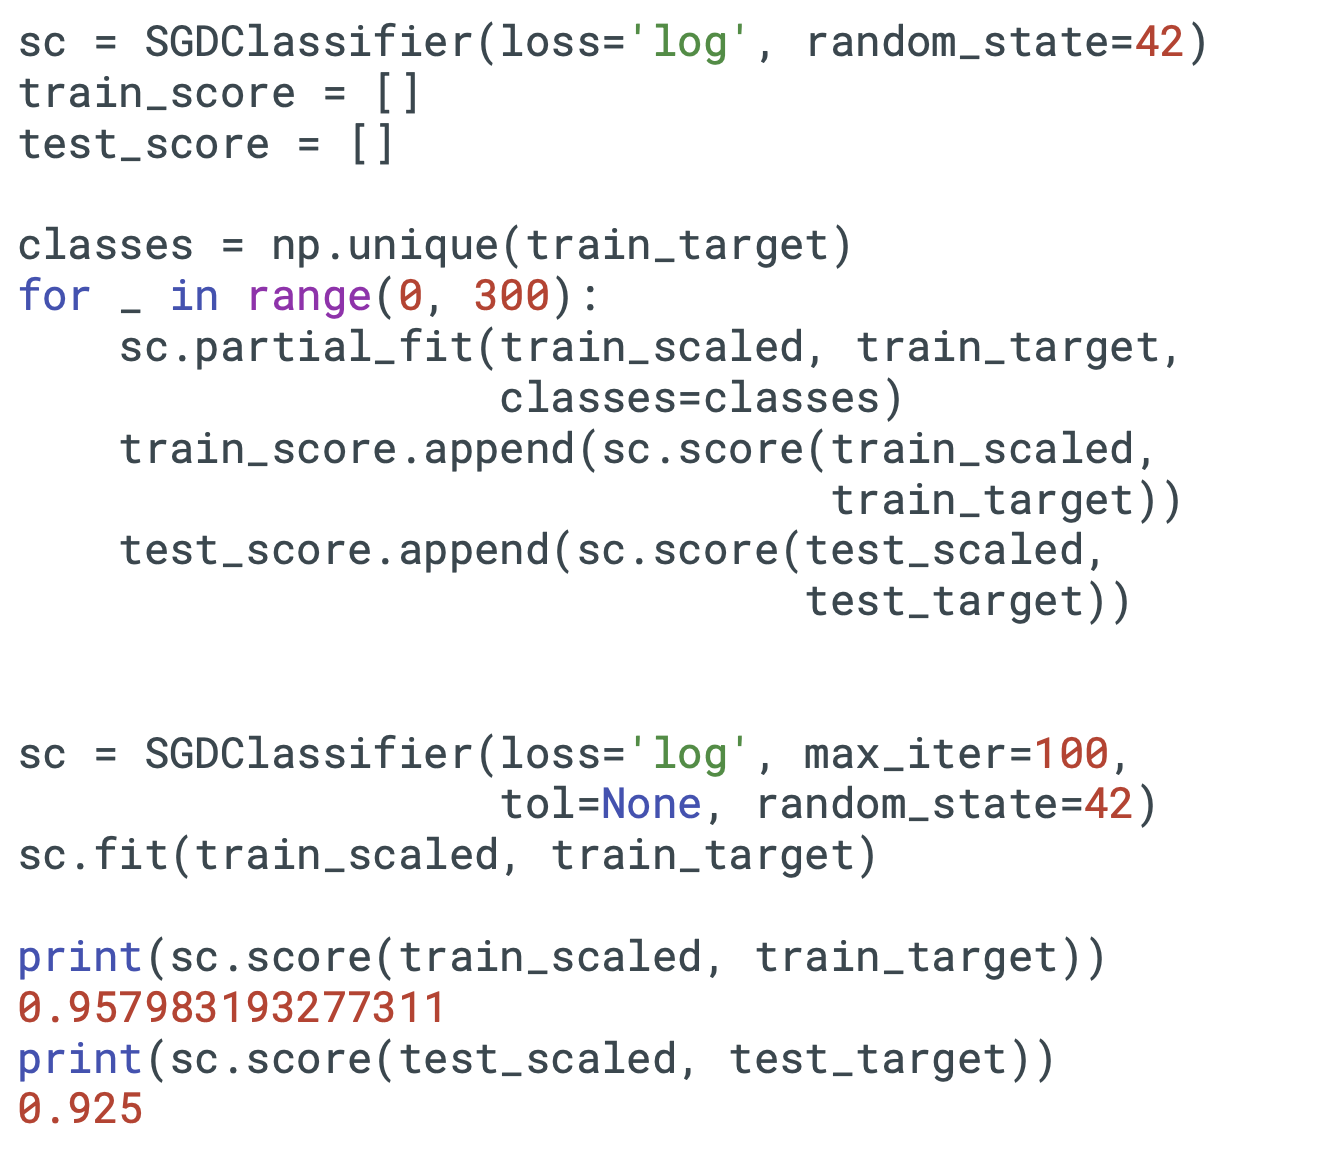 sc = SGDClassifier(loss='log', random_state=42)
train_score = []
test_score = []

classes = np.unique(train_target)
for _ in range(0, 300):
    sc.partial_fit(train_scaled, train_target,
                   classes=classes)
    train_score.append(sc.score(train_scaled,
                                train_target))
    test_score.append(sc.score(test_scaled,
                               test_target))

sc = SGDClassifier(loss='log', max_iter=100,
                   tol=None, random_state=42)
sc.fit(train_scaled, train_target)

print(sc.score(train_scaled, train_target))
0.957983193277311
print(sc.score(test_scaled, test_target))
0.925